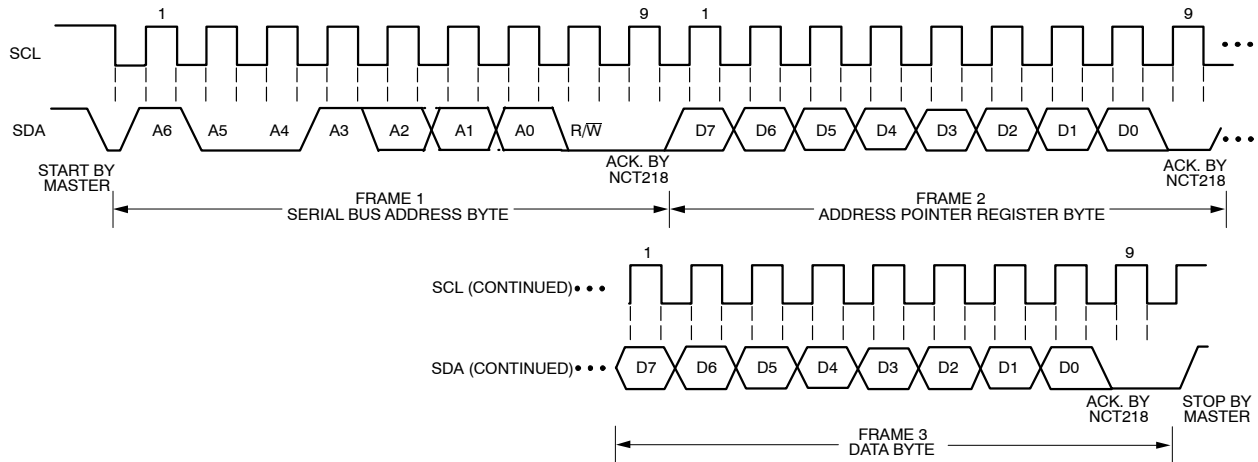 1 9 1 9
SCL
SDA A6 A5 A4 A3 A2 A1 A0 R/W̅ D7 D6 D5 D4 D3 D2 D1 D0
START BY
MASTER
ACK. BY
NCT218
ACK. BY
NCT218
FRAME 1
SERIAL BUS ADDRESS BYTE
FRAME 2
ADDRESS POINTER REGISTER BYTE
1 9
SCL (CONTINUED)
SDA (CONTINUED) D7 D6 D5 D4 D3 D2 D1 D0
ACK. BY
NCT218
STOP BY
MASTER
FRAME 3
DATA BYTE